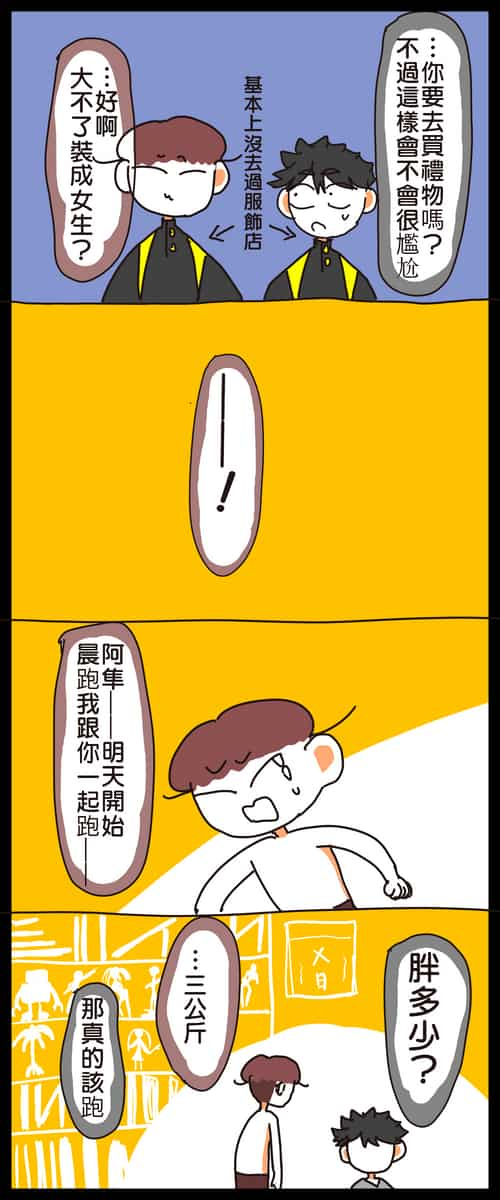 …你要去買禮物嗎？
不過這樣會不會很尷尬
基本上沒去過服飾店
…好啊
大不了裝成女生？
——！
阿隼——明天開始
晨跑我跟你一起跑——
胖多少？
…三公斤
那真的該跑